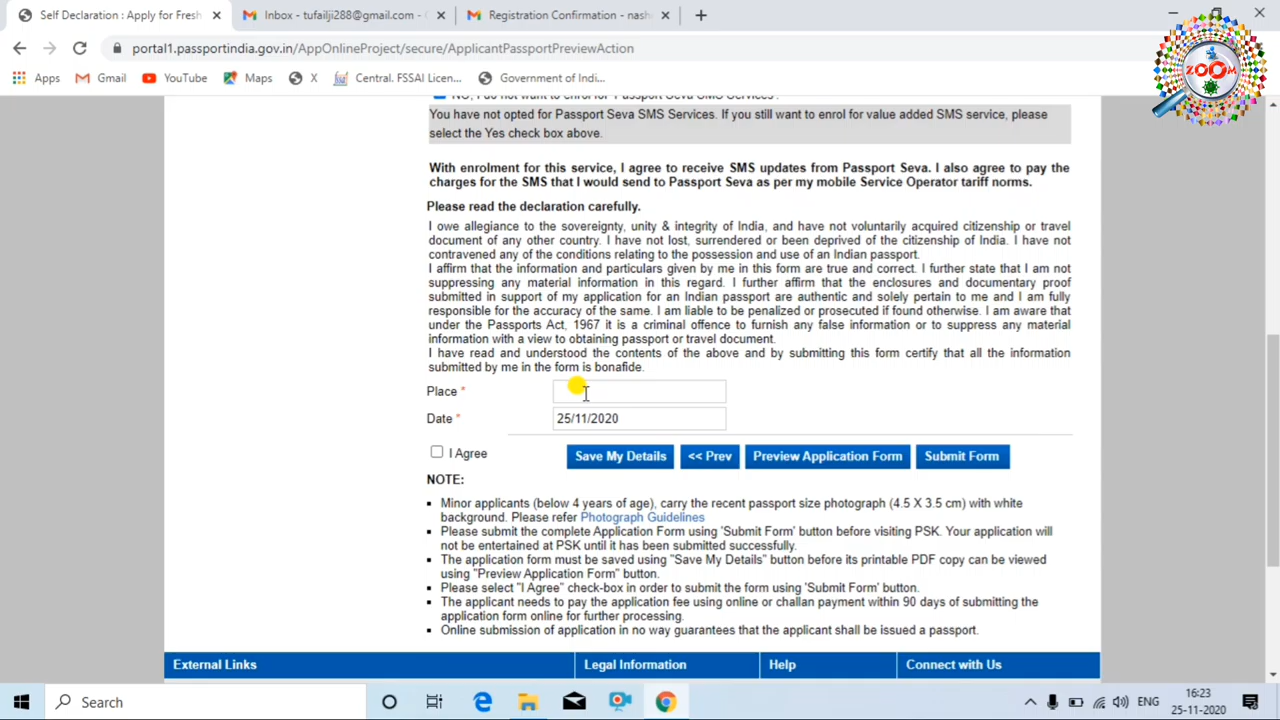 Self Declaration : Apply for Fresh
Inbox - tufailji288@gmail.com -
Registration Confirmation - nash
portal1.passportindia.gov.in/AppOnlineProject/secure/ApplicantPassportPreviewAction
Apps
Gmail
YouTube
Maps
X
Central. FSSAI Licen...
Government of Indi...
ZOOM
NO, I do not want to enrol for Passport Seva SMS Services .
You have not opted for Passport Seva SMS Services. If you still want to enrol for value added SMS service, please
select the Yes check box above.
With enrolment for this service, I agree to receive SMS updates from Passport Seva. I also agree to pay the
charges for the SMS that I would send to Passport Seva as per my mobile Service Operator tariff norms.
Please read the declaration carefully.
I owe allegiance to the sovereignty, unity & integrity of India, and have not voluntarily acquired citizenship or travel
document of any other country. I have not lost, surrendered or been deprived of the citizenship of India. I have not
contravened any of the conditions relating to the possession and use of an Indian passport.
I affirm that the information and particulars given by me in this form are true and correct. I further state that I am not
suppressing any material information in this regard. I further affirm that the enclosures and documentary proof
submitted in support of my application for an Indian passport are authentic and solely pertain to me and I am fully
responsible for the accuracy of the same. I am liable to be penalized or prosecuted if found otherwise. I am aware that
under the Passports Act, 1967 it is a criminal offence to furnish any false information or to suppress any material
information with a view to obtaining passport or travel document.
I have read and understood the contents of the above and by submitting this form certify that all the information
submitted by me in the form is bonafide.
Place *
Date * 25/11/2020
I Agree
Save My Details
<< Prev
Preview Application Form
Submit Form
NOTE:
Minor applicants (below 4 years of age), carry the recent passport size photograph (4.5 X 3.5 cm) with white
background. Please refer Photograph Guidelines
Please submit the complete Application Form using 'Submit Form' button before visiting PSK. Your application will
not be entertained at PSK until it has been submitted successfully.
The application form must be saved using "Save My Details" button before its printable PDF copy can be viewed
using "Preview Application Form" button.
Please select "I Agree" check-box in order to submit the form using 'Submit Form' button.
The applicant needs to pay the application fee using online or challan payment within 90 days of submitting the
application form online for further processing.
Online submission of application in no way guarantees that the applicant shall be issued a passport.
External Links
Legal Information
Help
Connect with Us
Search
ENG
16:23
25-11-2020